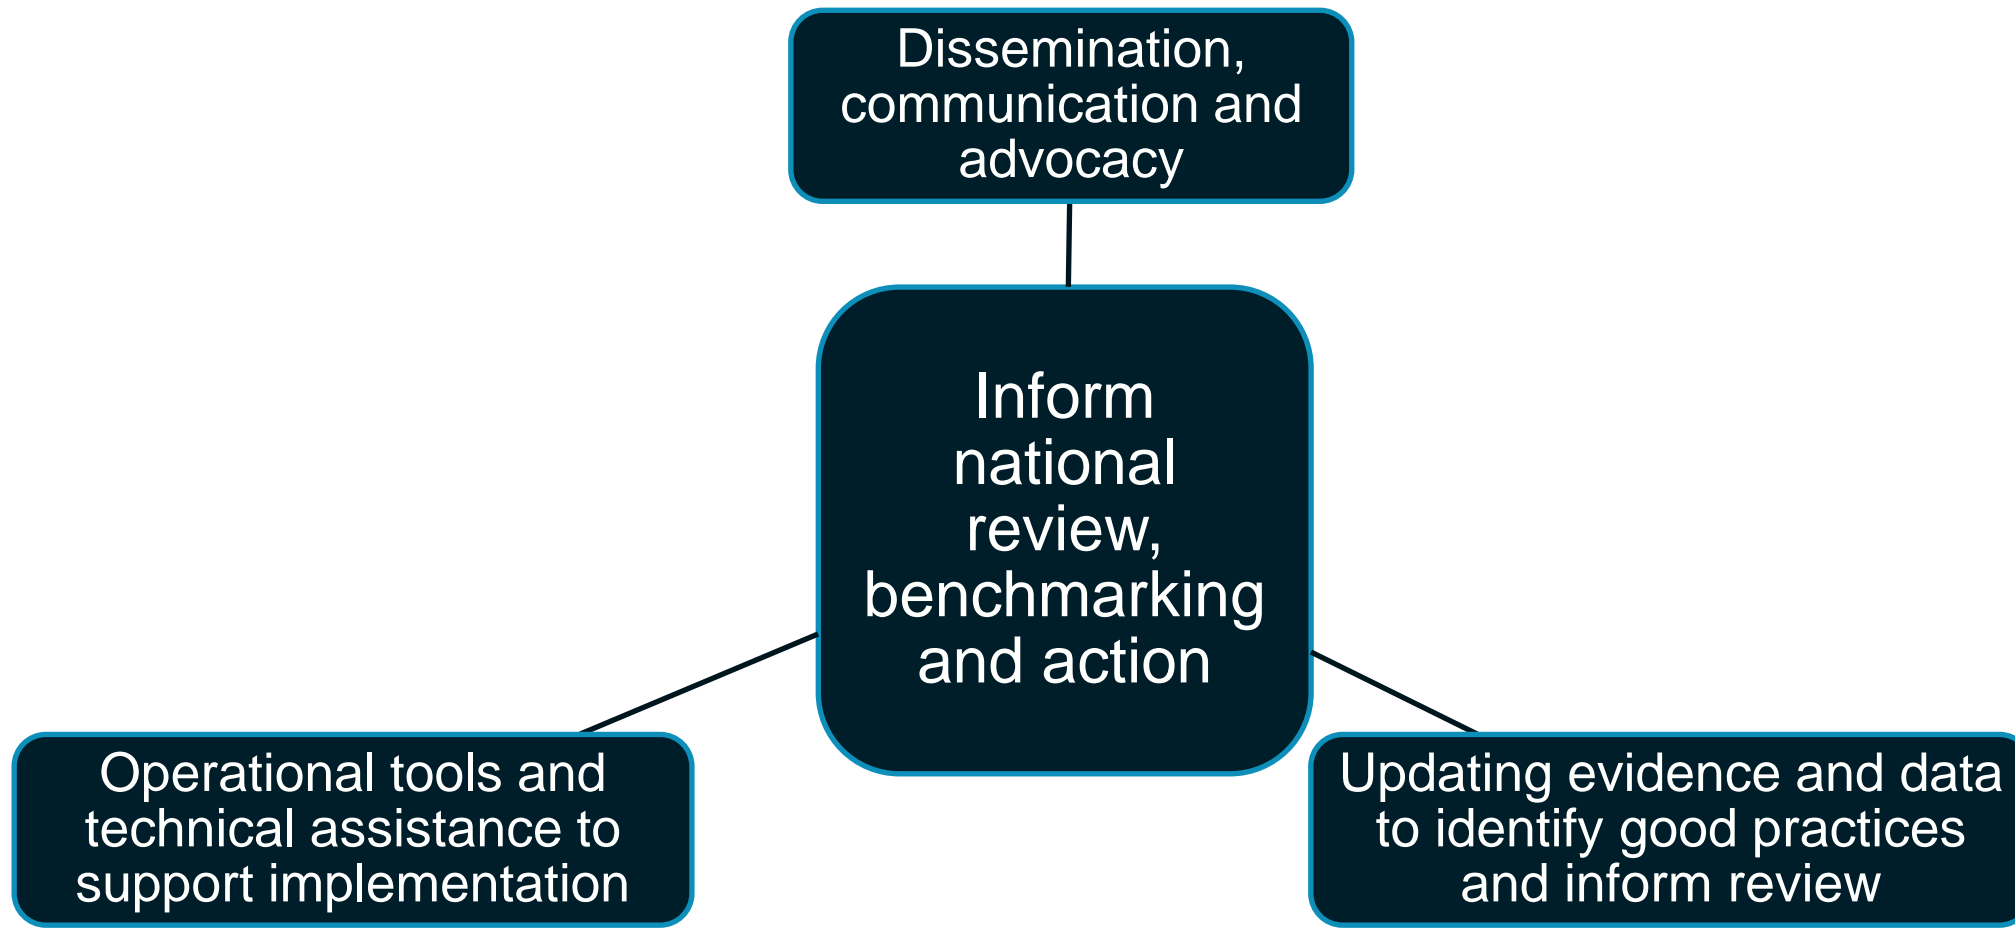 Dissemination,
communication and
advocacy
Inform
national
review,
benchmarking
and action
Operational tools and
technical assistance to
support implementation
Updating evidence and data
to identify good practices
and inform review